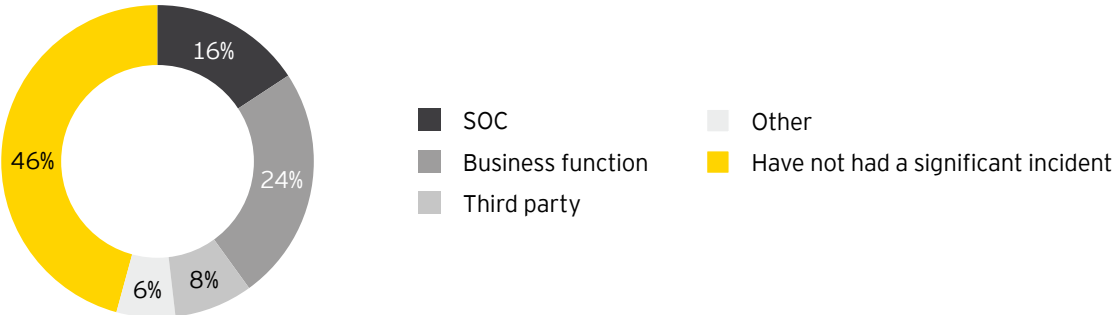 16%
46%
24%
8%
6%
SOC
Business function
Third party
Other
Have not had a significant incident